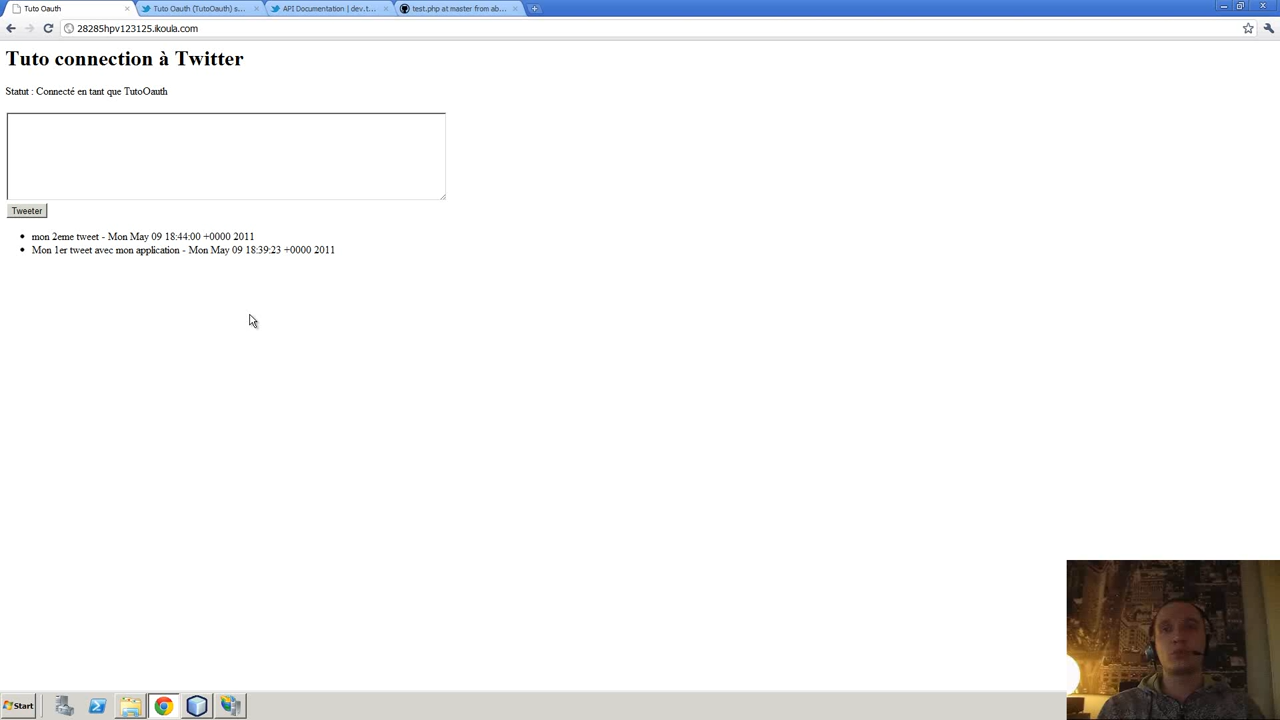 Tuto Oauth
Tuto Oauth (TutoOauth) s...
API Documentation | dev.t...
test.php at master from ab...
28285hpv123125.ikoula.com
Tuto connection à Twitter
Statut : Connecté en tant que TutoOauth
Tweeter
mon 2eme tweet - Mon May 09 18:44:00 +0000 2011
Mon 1er tweet avec mon application - Mon May 09 18:39:23 +0000 2011
Start